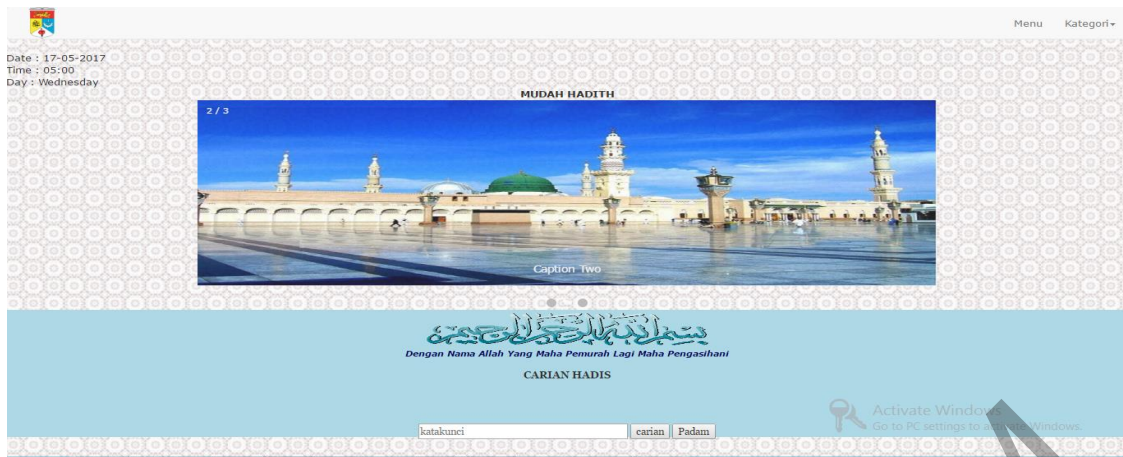 Menu Kategori
Date : 17-05-2017
Time : 05:00
Day : Wednesday
MUDAH HADITH
2 / 3
Caption Two
بسم الله الرحمن الرحيم
Dengan Nama Allah Yang Maha Pemurah Lagi Maha Pengasihani
CARIAN HADIS
Activate Windows
Go to PC settings to activate Windows.
katakunci carian Padam